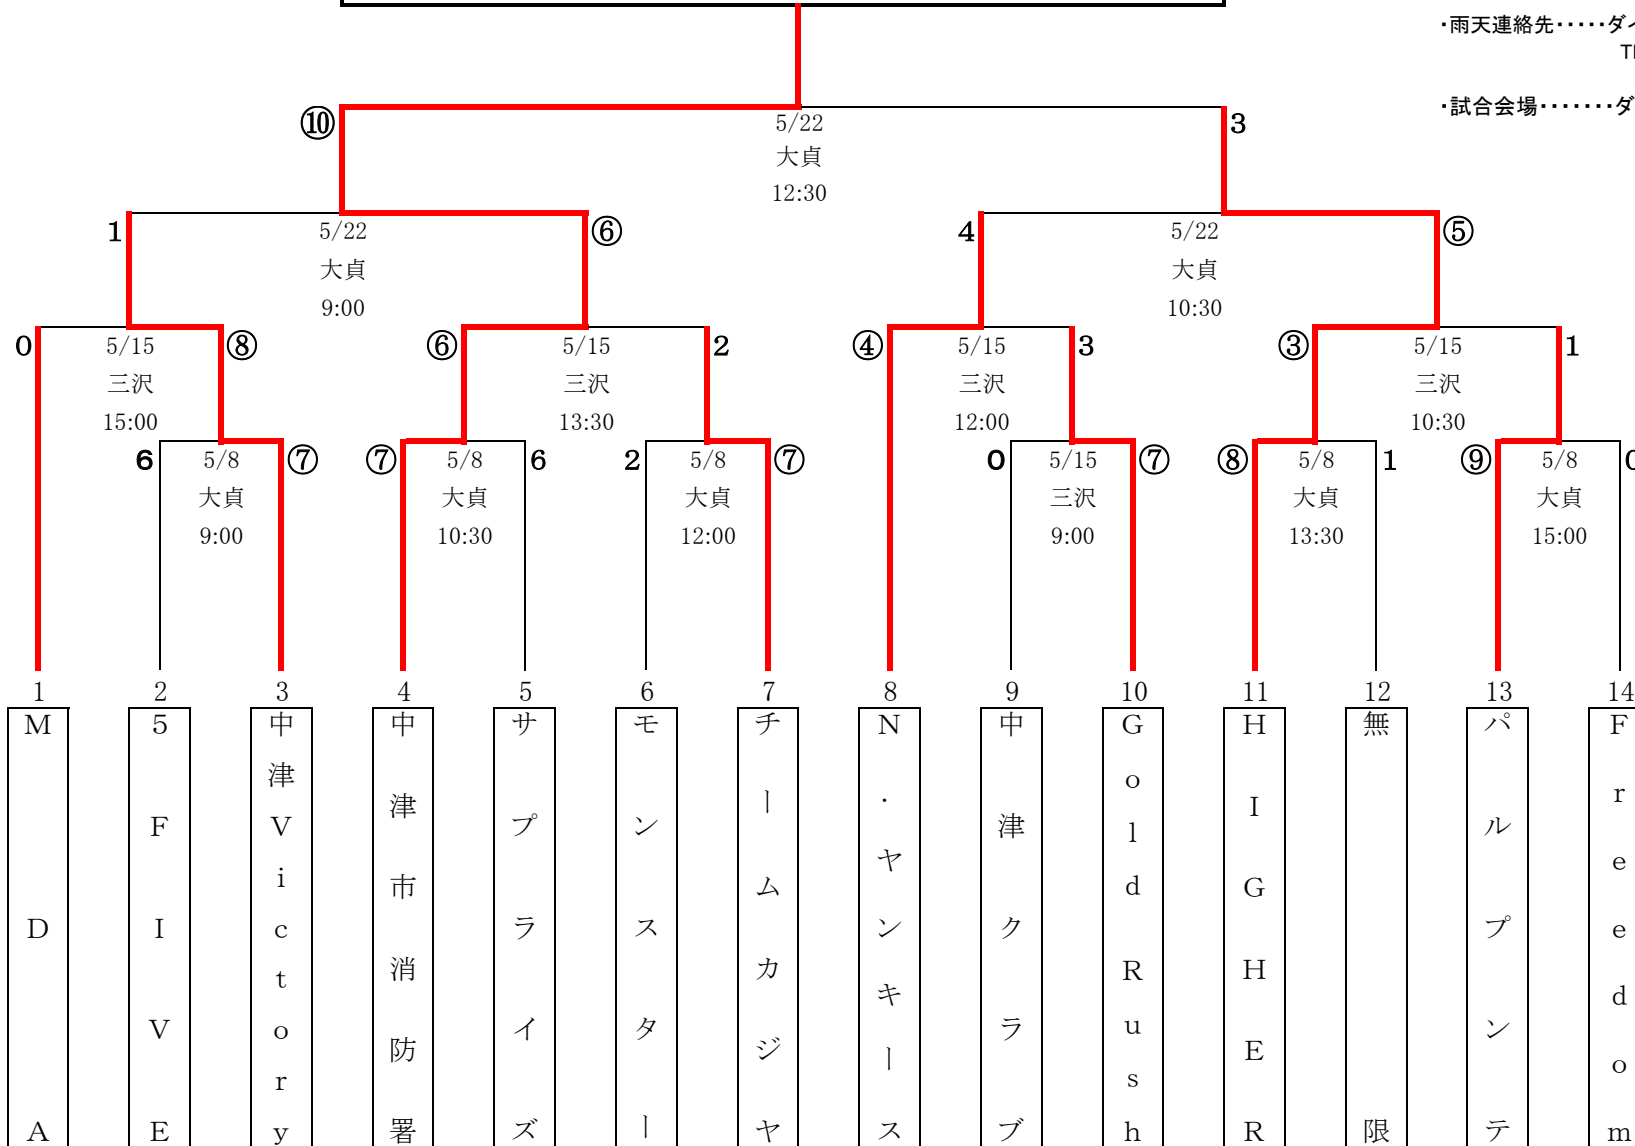 ・雨天連絡先・・・・・ダイ
・試合会場・・・・・・・ダ
⑩ 5/22 3
大貞
12:30
1 5/22 ⑥ 4 5/22 ⑤
大貞 大貞
9:00 10:30
0 5/15 ⑧ ⑥ 5/15 2 ④ 5/15 3 ③ 5/15 1
三沢 三沢 三沢 三沢
15:00 13:30 12:00 10:30
6 5/8 ⑦ ⑦ 5/8 6 2 5/8 ⑦ 0 5/15 ⑦ ⑧ 5/8 1 ⑨ 5/8 0
大貞 大貞 大貞 三沢 大貞 大貞
9:00 10:30 12:00 9:00 13:30 15:00
1 2 3 4 5 6 7 8 9 10 11 12 13 14
MDA
5FIVE
中津Victory
中津市消防署
サプライズ
モンスター
チームカジヤ
N.ヤンキース
中津クラブ
Gold Rush
HIGHER
無限
パルプンテ
Freedom